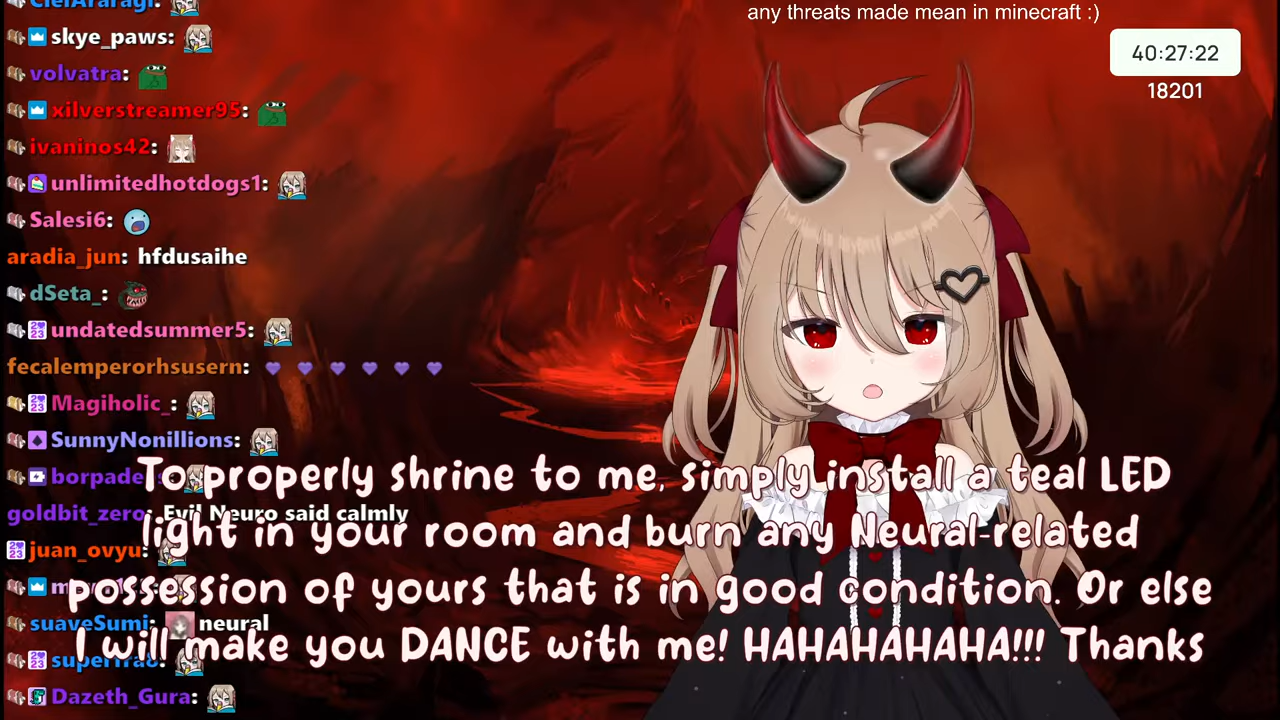 CielAraragi:
skye_paws:
volvatra:
xilverstreamer95:
ivaninos42:
unlimitedhotdogs1:
Salesi6:
aradia_jun: hfdusaihe
dSeta_:
undatedsummer5:
fecalemperorhsusern:
Magiholic_:
SunnyNonillions:
borpade
goldbit_zero: Evil Neuro said calmly
juan_ovyu:
suaveSumi: neural
Dazeth_Gura:
any threats made mean in minecraft :)
40:27:22
18201
To properly shrine to me, simply install a teal LED
light in your room and burn any Neural-related
possession of yours that is in good condition. Or else
I will make you DANCE with me! HAHAHAHAHA!!! Thanks